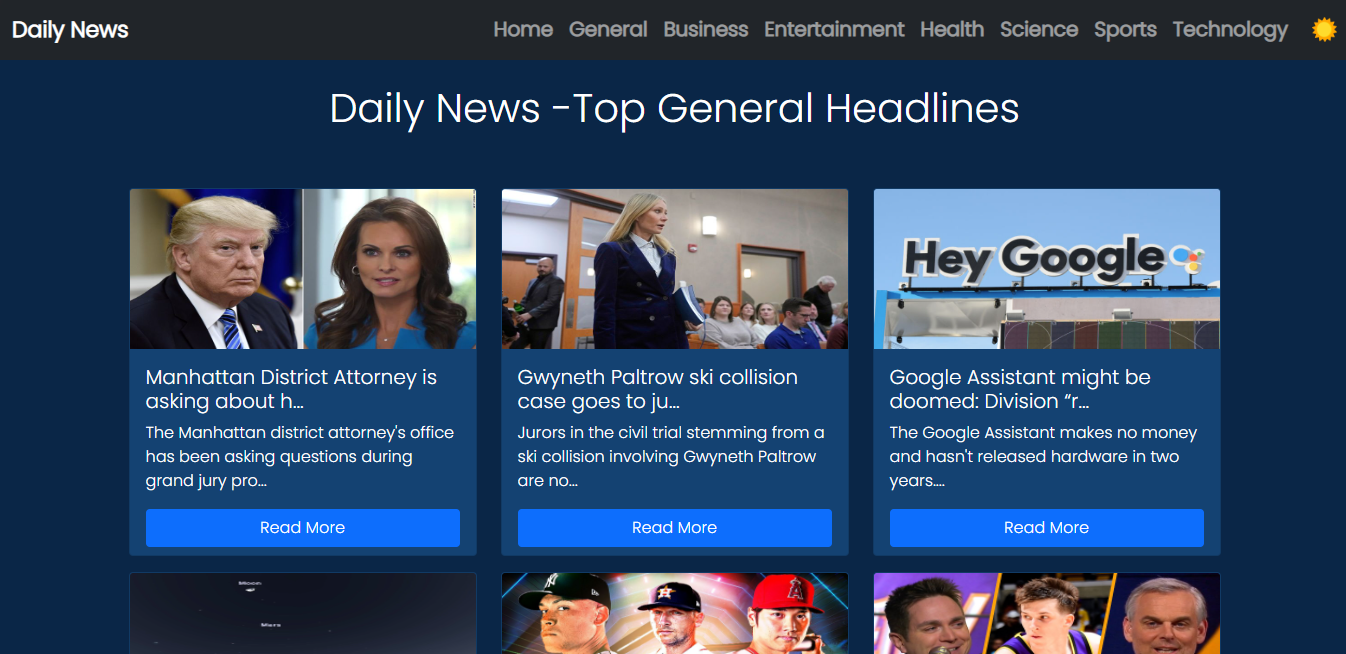 Daily News
Home General Business Entertainment Health Science Sports Technology
Daily News -Top General Headlines
Hey Google
Manhattan District Attorney is
asking about h...
The Manhattan district attorney's office
has been asking questions during
grand jury pro...
Read More
Gwyneth Paltrow ski collision
case goes to ju...
Jurors in the civil trial stemming from a
ski collision involving Gwyneth Paltrow
are no...
Read More
Google Assistant might be
doomed: Division “r...
The Google Assistant makes no money
and hasn't released hardware in two
years....
Read More
Moon
Mars